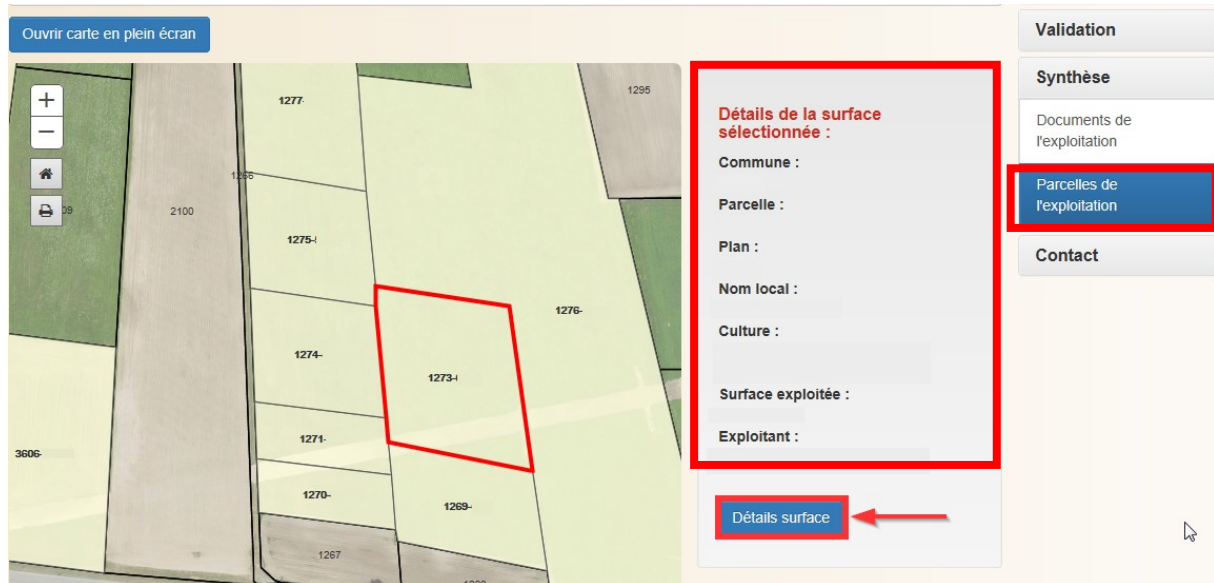 Ouvrir carte en plein écran
Validation
Synthèse
Documents de
l'exploitation
Parcelles de
l'exploitation
Contact
+
−
1277-
1295
1266
2100
1275-
1276-
1274-
1273-
1271-
3606-
1270-
1269-
1267
Détails de la surface
sélectionnée :
Commune :
Parcelle :
Plan :
Nom local :
Culture :
Surface exploitée :
Exploitant :
Détails surface